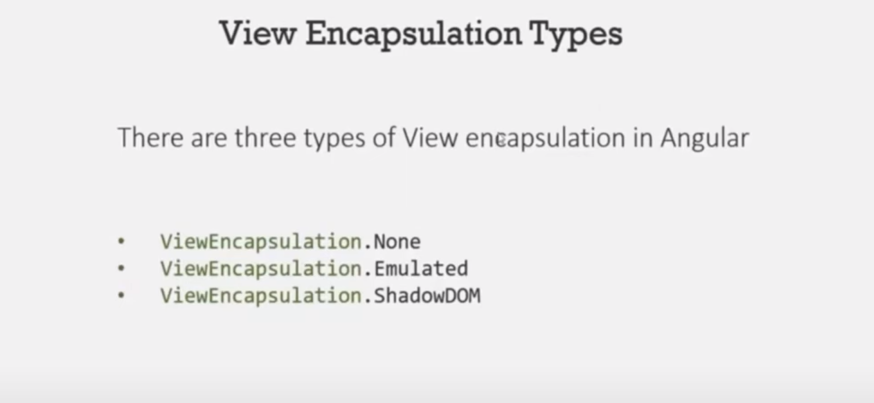 View Encapsulation Types
There are three types of View encapsulation in Angular
• ViewEncapsulation.None
• ViewEncapsulation.Emulated
• ViewEncapsulation.ShadowDOM